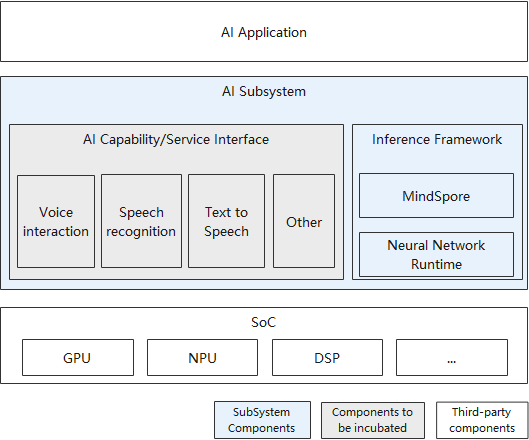 AI Application
AI Subsystem
AI Capability/Service Interface
Voice
interaction
Speech
recognition
Text to
Speech
Other
Inference Framework
MindSpore
Neural Network
Runtime
SoC
GPU
NPU
DSP
...
SubSystem
Components
Components to
be incubated
Third-party
components